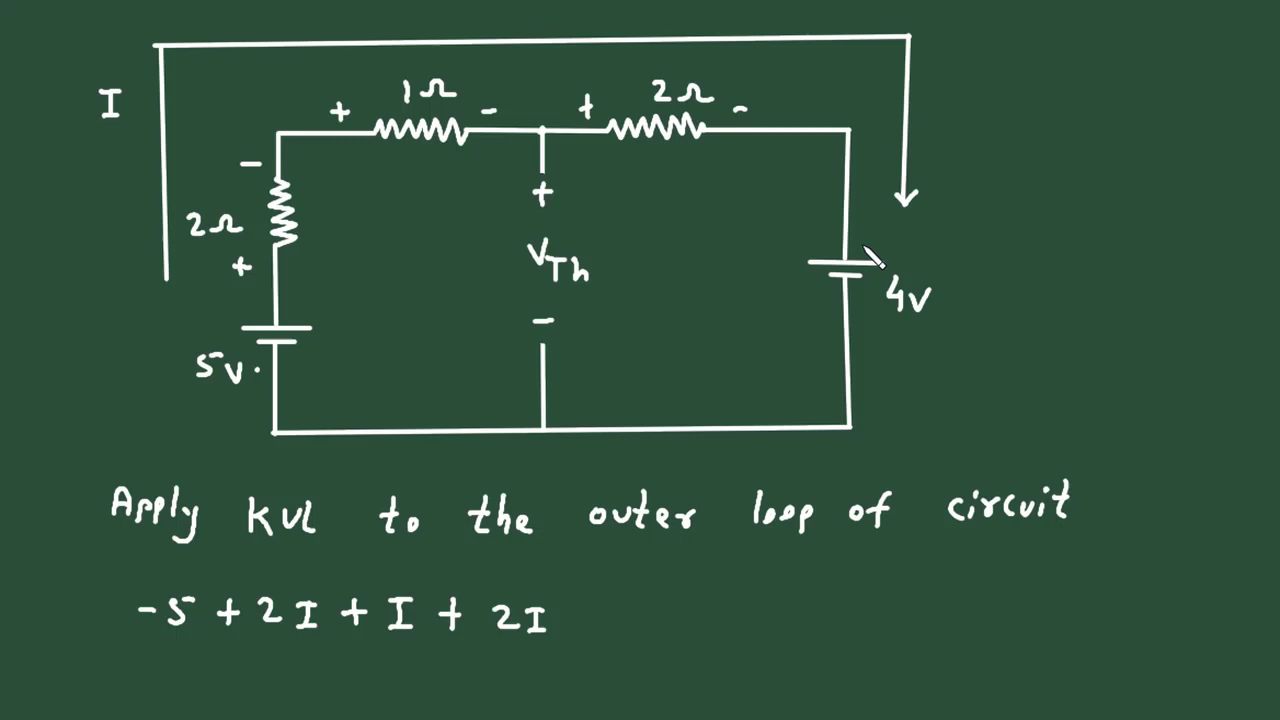 I
+ 1Ω - + 2Ω -
-
2Ω
+
+
VTh
-
5V.
4V
Apply KVL to the outer loop of circuit
-5 + 2I + I + 2I